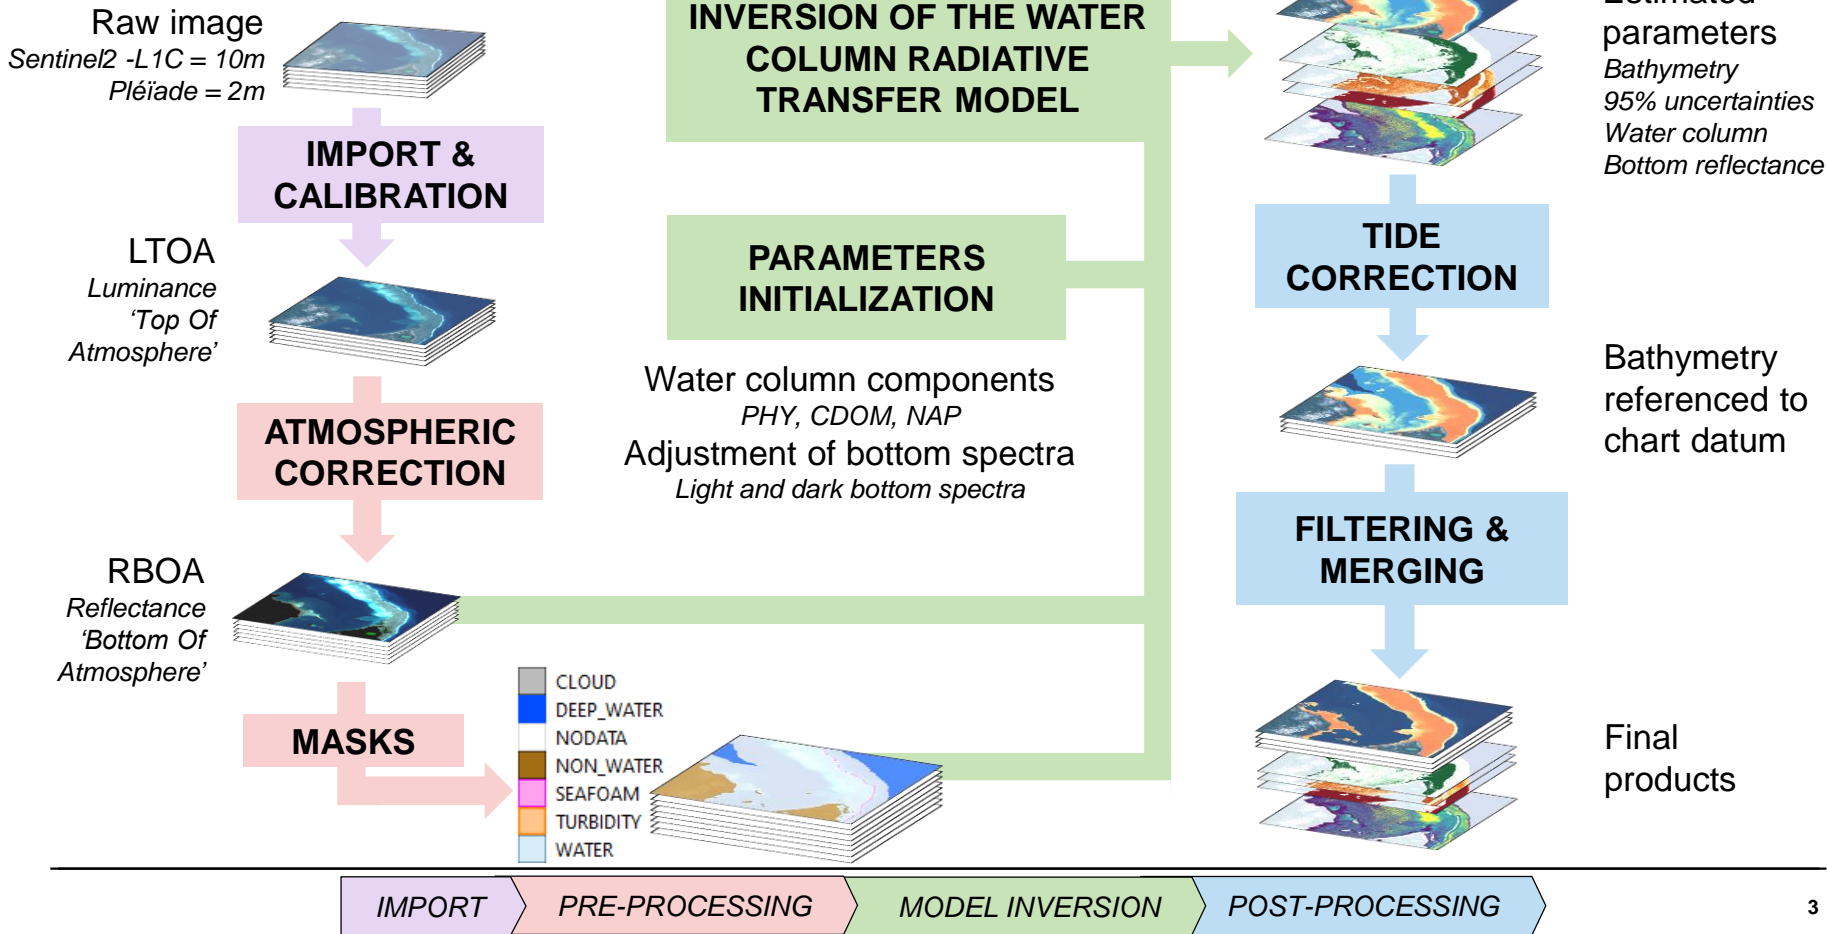 Raw image
Sentinel2 -L1C = 10m
Pléïade = 2m
IMPORT &
CALIBRATION
LTOA
Luminance
‘Top Of
Atmosphere’
ATMOSPHERIC
CORRECTION
RBOA
Reflectance
‘Bottom Of
Atmosphere’
MASKS
CLOUD
DEEP_WATER
NODATA
NON_WATER
SEAFOAM
TURBIDITY
WATER
INVERSION OF THE WATER
COLUMN RADIATIVE
TRANSFER MODEL
PARAMETERS
INITIALIZATION
Water column components
PHY, CDOM, NAP
Adjustment of bottom spectra
Light and dark bottom spectra
Estimated
parameters
Bathymetry
95% uncertainties
Water column
Bottom reflectance
TIDE
CORRECTION
Bathymetry
referenced to
chart datum
FILTERING &
MERGING
Final
products
IMPORT
PRE-PROCESSING
MODEL INVERSION
POST-PROCESSING
3